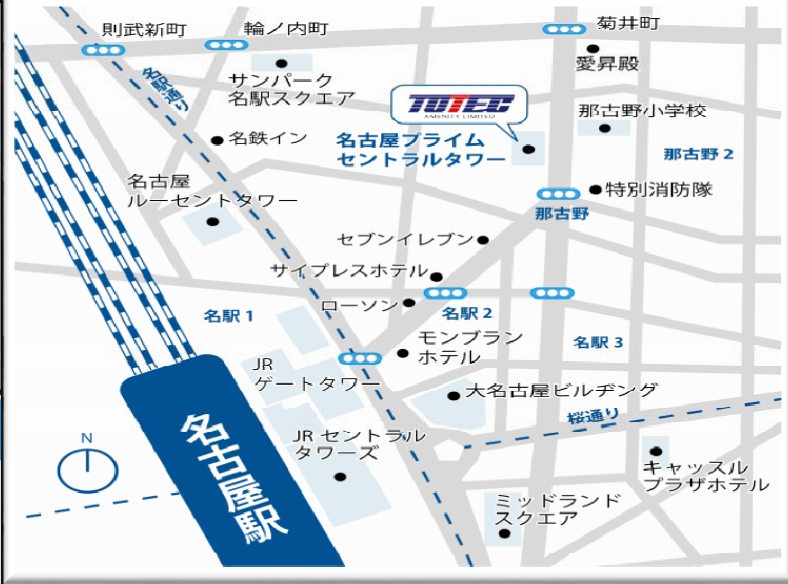 則武新町
輪ノ内町
菊井町
愛昇殿
サンパーク
名駅スクエア
名駅通り
TOTEC
AMENITY LIMITED
那古野小学校
名鉄イン
名古屋プライム
セントラルタワー
那古野 2
名古屋
ルーセントタワー
特別消防隊
那古野
セブンイレブン
サイプレスホテル
ローソン
名駅 1
名駅 2
モンブラン
ホテル
名駅 3
JR
ゲートタワー
大名古屋ビルヂング
桜通り
名古屋駅
JR セントラル
タワーズ
N
キャッスル
プラザホテル
ミッドランド
スクエア